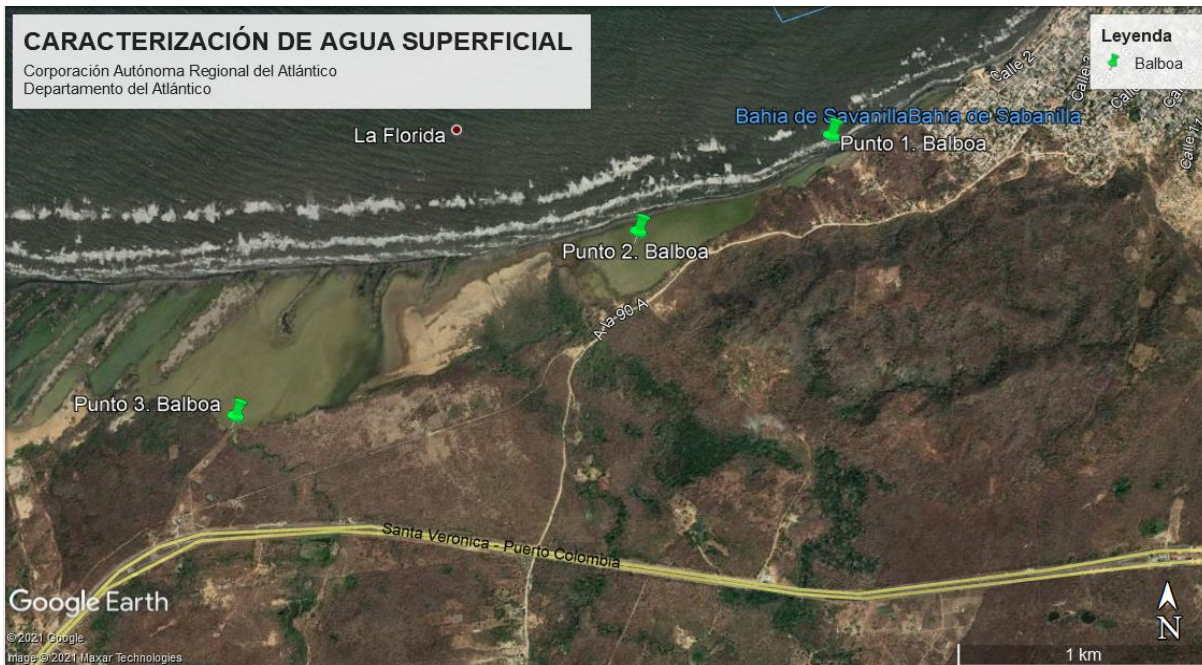 CARACTERIZACIÓN DE AGUA SUPERFICIAL
Corporación Autónoma Regional del Atlántico
Departamento del Atlántico
Leyenda
Balboa
Calle 2
La Florida
Bahia de SavanillaBahia de Sabanilla
Punto 1. Balboa
Punto 2. Balboa
A la 90-A
Punto 3. Balboa
Santa Veronica - Puerto Colombia
Google Earth
© 2021 Google
Image © 2021 Maxar Technologies
N
1 km